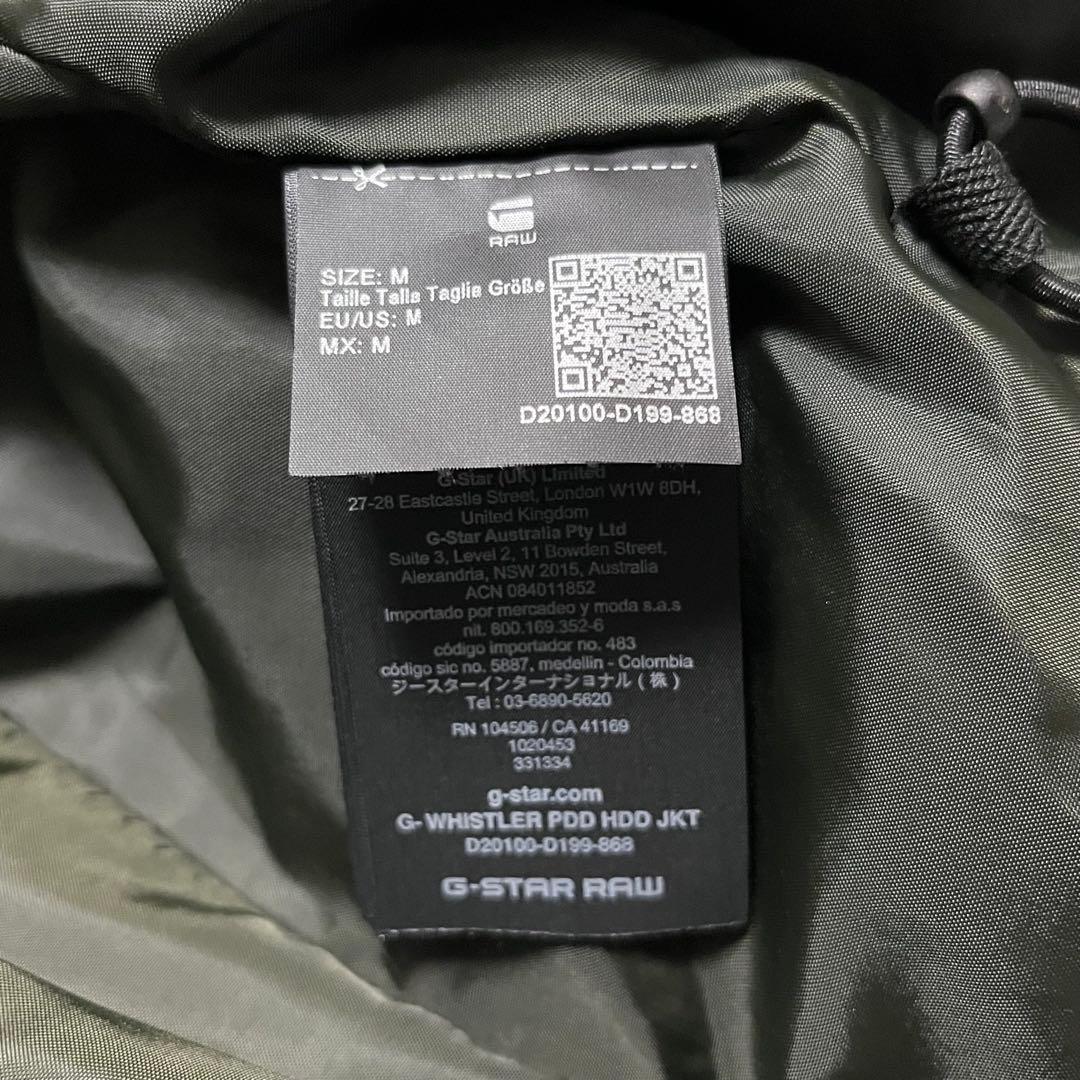 RAW
SIZE: M
Taille Talla Taglia Größe
EU/US: M
MX: M
D20100-D199-868
G-Star (UK) Limited
27-28 Eastcastle Street, London W1W 8DH,
United Kingdom
G-Star Australia Pty Ltd
Suite 3, Level 2, 11 Bowden Street,
Alexandria, NSW 2015, Australia
ACN 084011852
Importado por mercadeo y moda s.a.s
nit. 800.169.352-6
código importador no. 483
código sic no. 5887, medellin - Colombia
ジースターインターナショナル（株）
Tel : 03-6890-5620
RN 104506 / CA 41169
1020453
331334
g-star.com
G- WHISTLER PDD HDD JKT
D20100-D199-868
G-STAR RAW